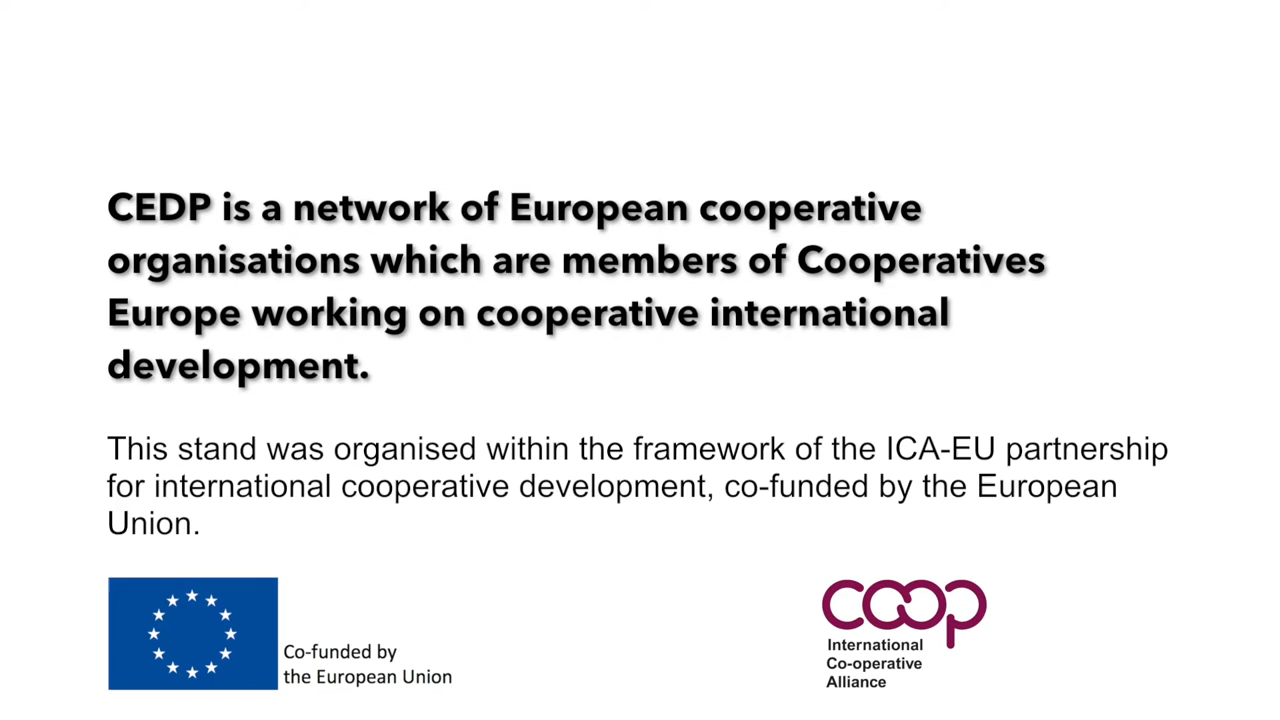 CEDP is a network of European cooperative
organisations which are members of Cooperatives
Europe working on cooperative international
development.
This stand was organised within the framework of the ICA-EU partnership
for international cooperative development, co-funded by the European
Union.
Co-funded by
the European Union
coop
International
Co-operative
Alliance